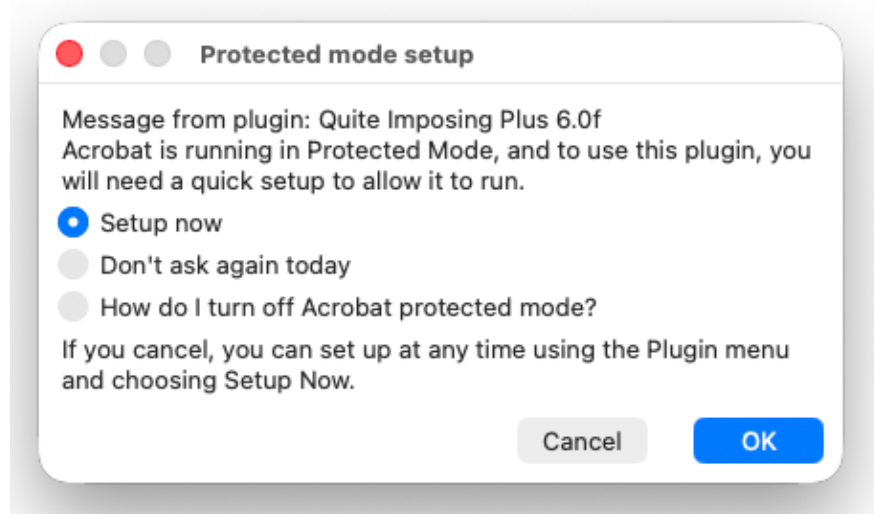 Protected mode setup
Message from plugin: Quite Imposing Plus 6.0f
Acrobat is running in Protected Mode, and to use this plugin, you
will need a quick setup to allow it to run.
Setup now
Don't ask again today
How do I turn off Acrobat protected mode?
If you cancel, you can set up at any time using the Plugin menu
and choosing Setup Now.
Cancel
OK